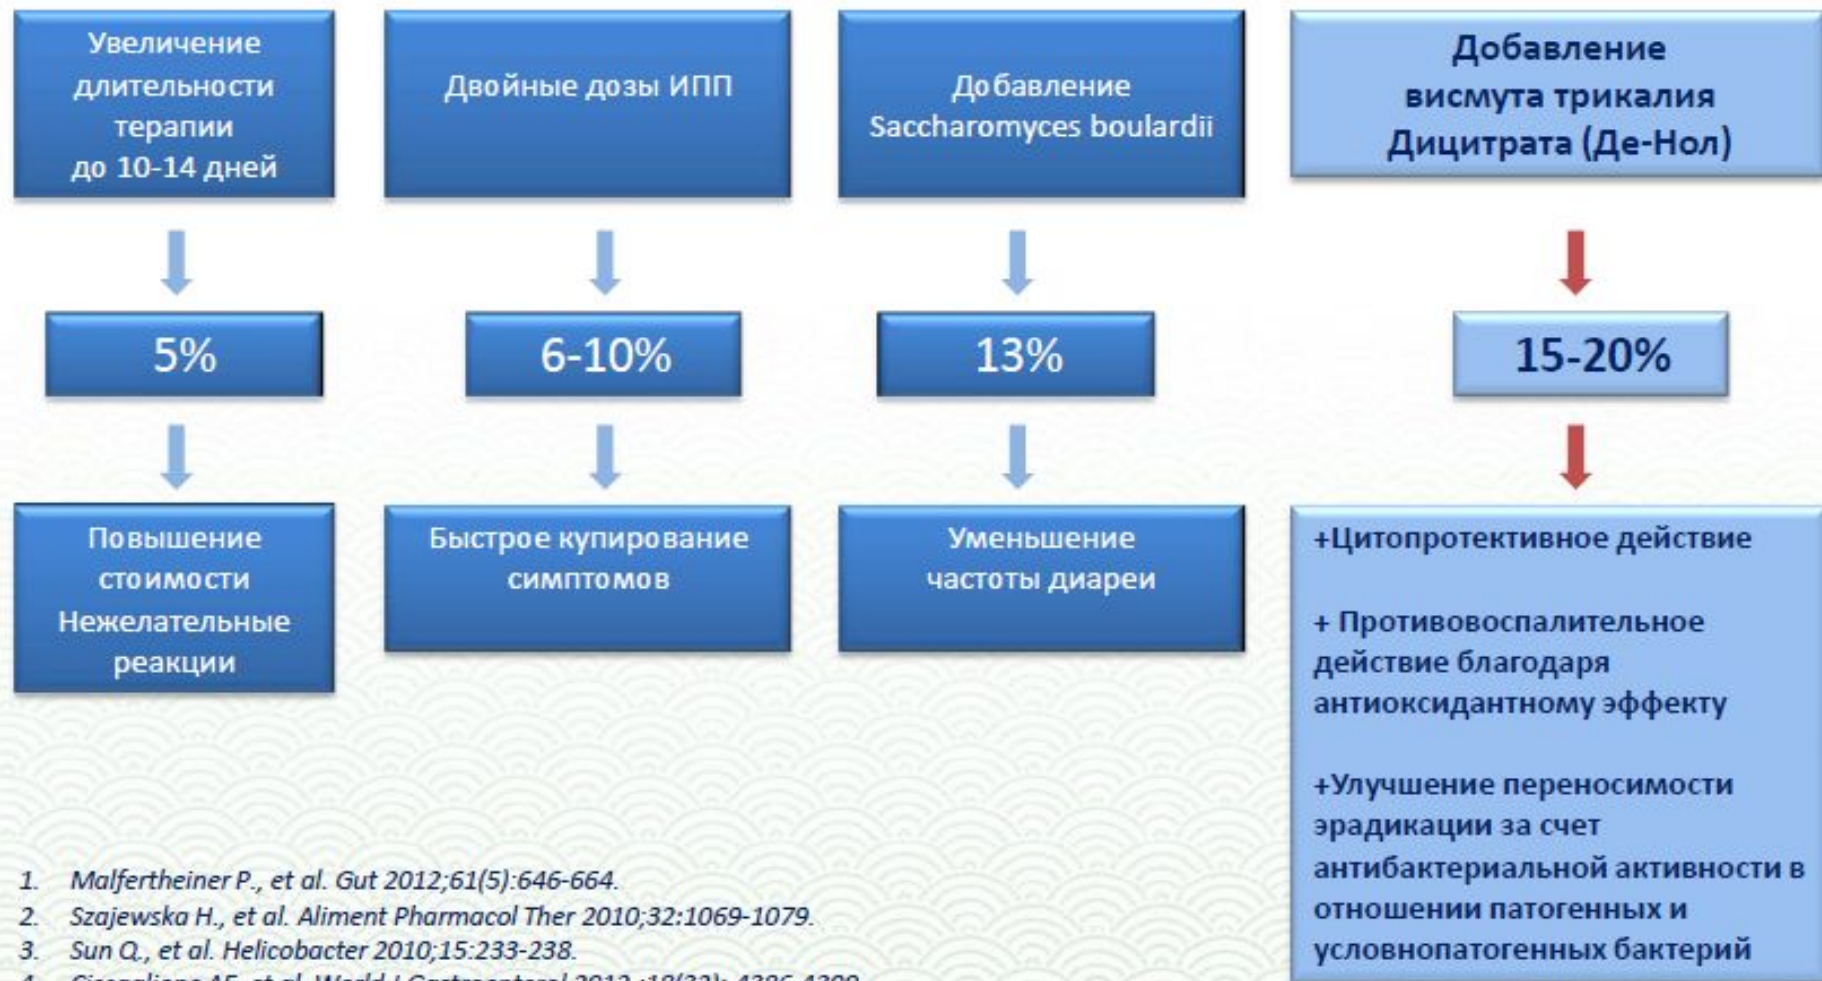 Увеличение
длительности
терапии
до 10-14 дней
5%
Повышение
стоимости
Нежелательные
реакции
Двойные дозы ИПП
6-10%
Быстрое купирование
симптомов
Добавление
Saccharomyces boulardii
13%
Уменьшение
частоты диареи
Добавление
висмута трикалия
Дицитрата (Де-Нол)
15-20%
+Цитопротективное действие
+ Противовоспалительное
действие благодаря
антиоксидантному эффекту
+Улучшение переносимости
эрадикации за счет
антибактериальной активности в
отношении патогенных и
условнопатогенных бактерий
1. Malfertheiner P., et al. Gut 2012;61(5):646-664.
2. Szajewska H., et al. Aliment Pharmacol Ther 2010;32:1069-1079.
3. Sun Q., et al. Helicobacter 2010;15:233-238.